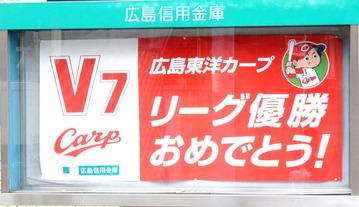 広島信用金庫
V7
Carp
広島信用金庫
広島東洋カープ
リーグ優勝
おめでとう!